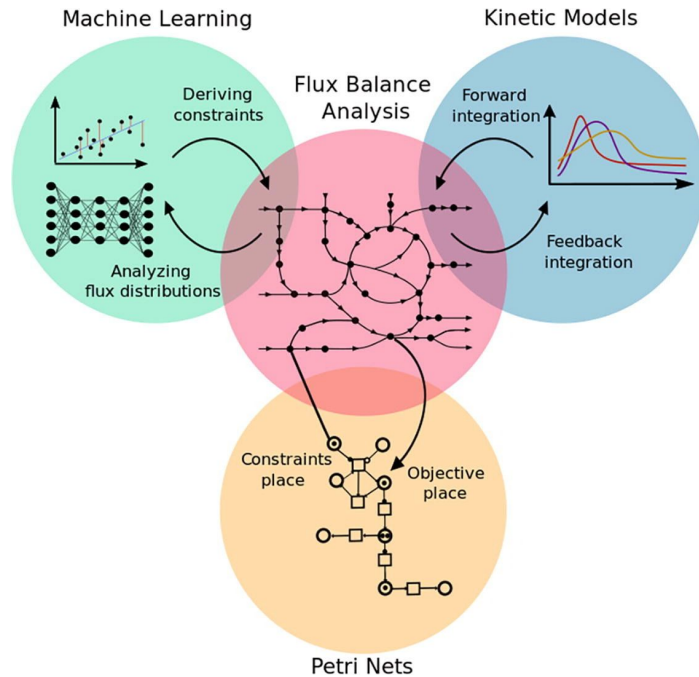 Machine Learning
Kinetic Models
Flux Balance
Analysis
Deriving
constraints
Forward
integration
Analyzing
flux distributions
Feedback
integration
Constraints
place
Objective
place
Petri Nets